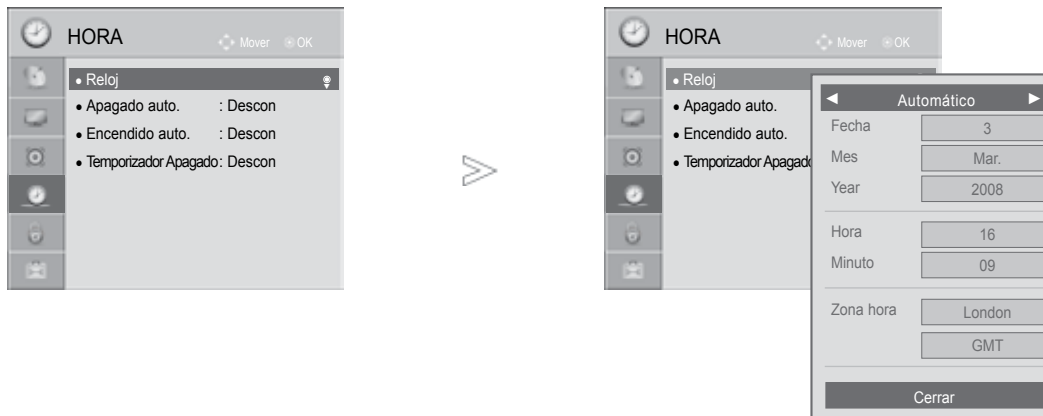 HORA Mover OK
• Reloj
• Apagado auto. : Descon
• Encendido auto. : Descon
• Temporizador Apagado : Descon
HORA Mover OK
• Reloj
• Apagado auto.
• Encendido auto.
• Temporizador Apagado
◄ Automático ►
Fecha 3
Mes Mar.
Year 2008
Hora 16
Minuto 09
Zona hora London
GMT
Cerrar